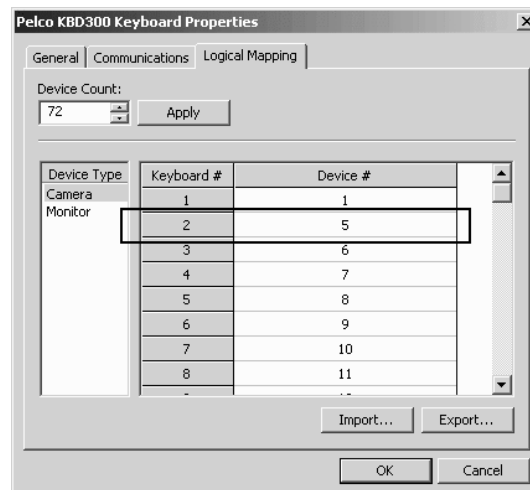 Pelco KBD300 Keyboard Properties
General Communications Logical Mapping
Device Count:
72 Apply
Device Type Keyboard # Device #
Camera 1 1
Monitor 2 5
3 6
4 7
5 8
6 9
7 10
8 11
Import... Export...
OK Cancel